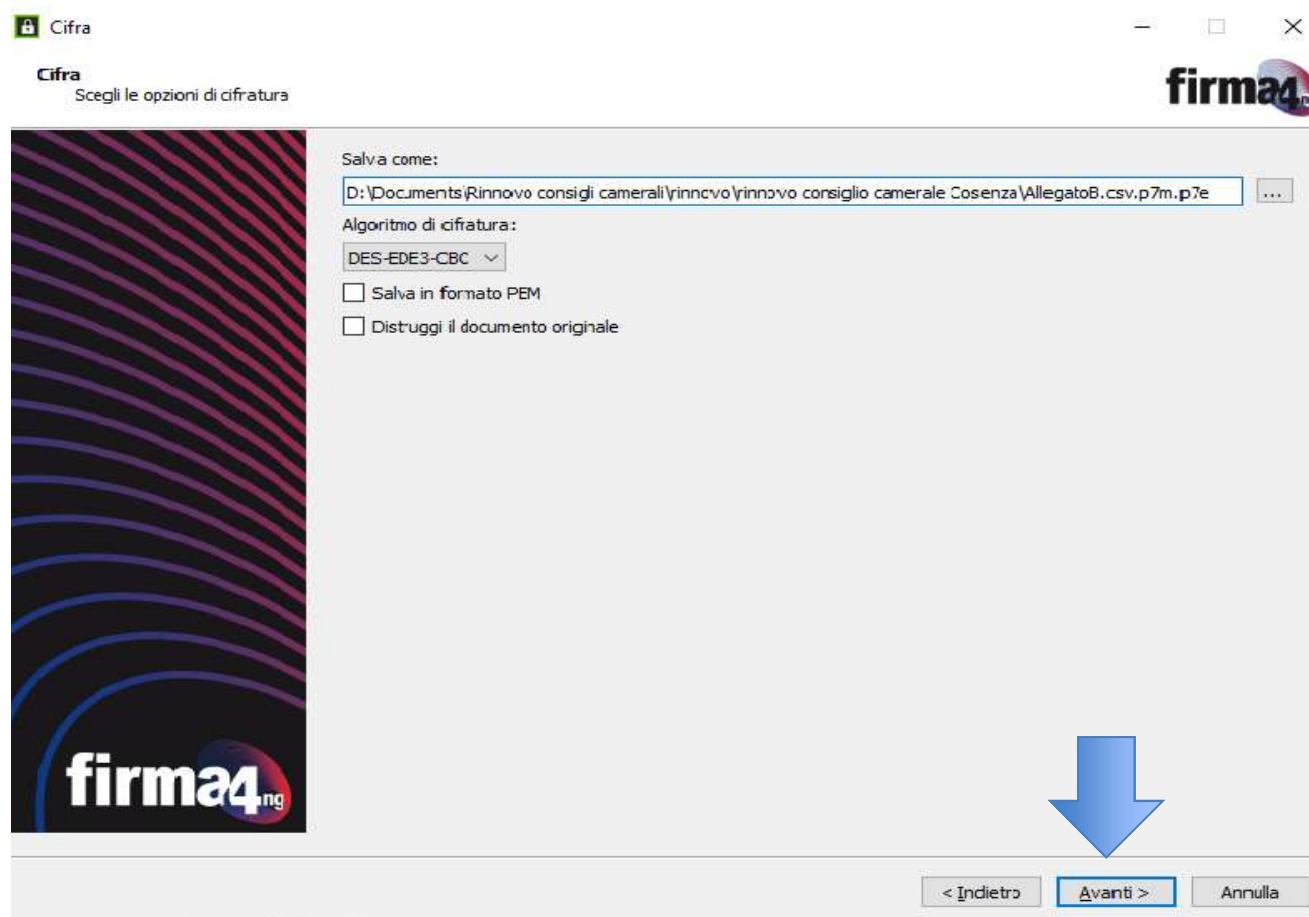 Cifra
Cifra
Scegli le opzioni di cifratura
firma4
Salva come:
D:\Documents\Rinnovo consigli camerali\rinnovo\rinnovo consiglio camerale Cosenza\AllegatoB.csv.p7m.p7e
...
Algoritmo di cifratura:
DES-EDE3-CBC
Salva in formato PEM
Distruggi il documento originale
firma4ng
< Indietro
Avanti >
Annulla